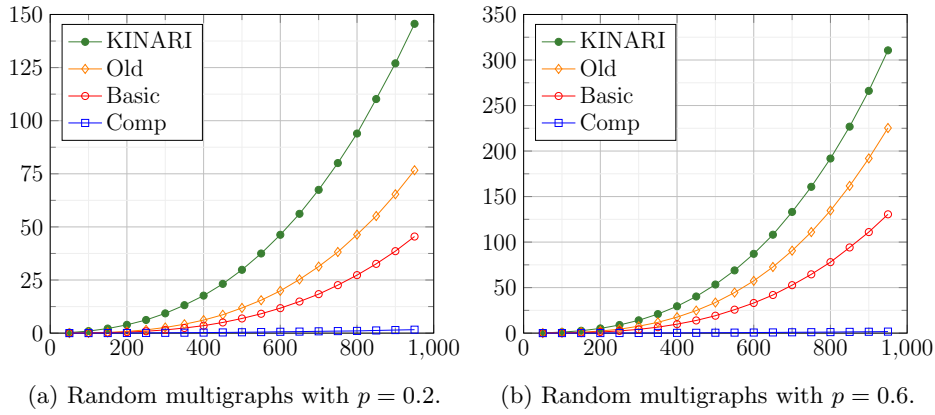 150
125
100
75
50
25
0
0
200
400
600
800
1,000
KINARI
Old
Basic
Comp
(a) Random multigraphs with p = 0.2.
350
300
250
200
150
100
50
0
0
200
400
600
800
1,000
KINARI
Old
Basic
Comp
(b) Random multigraphs with p = 0.6.